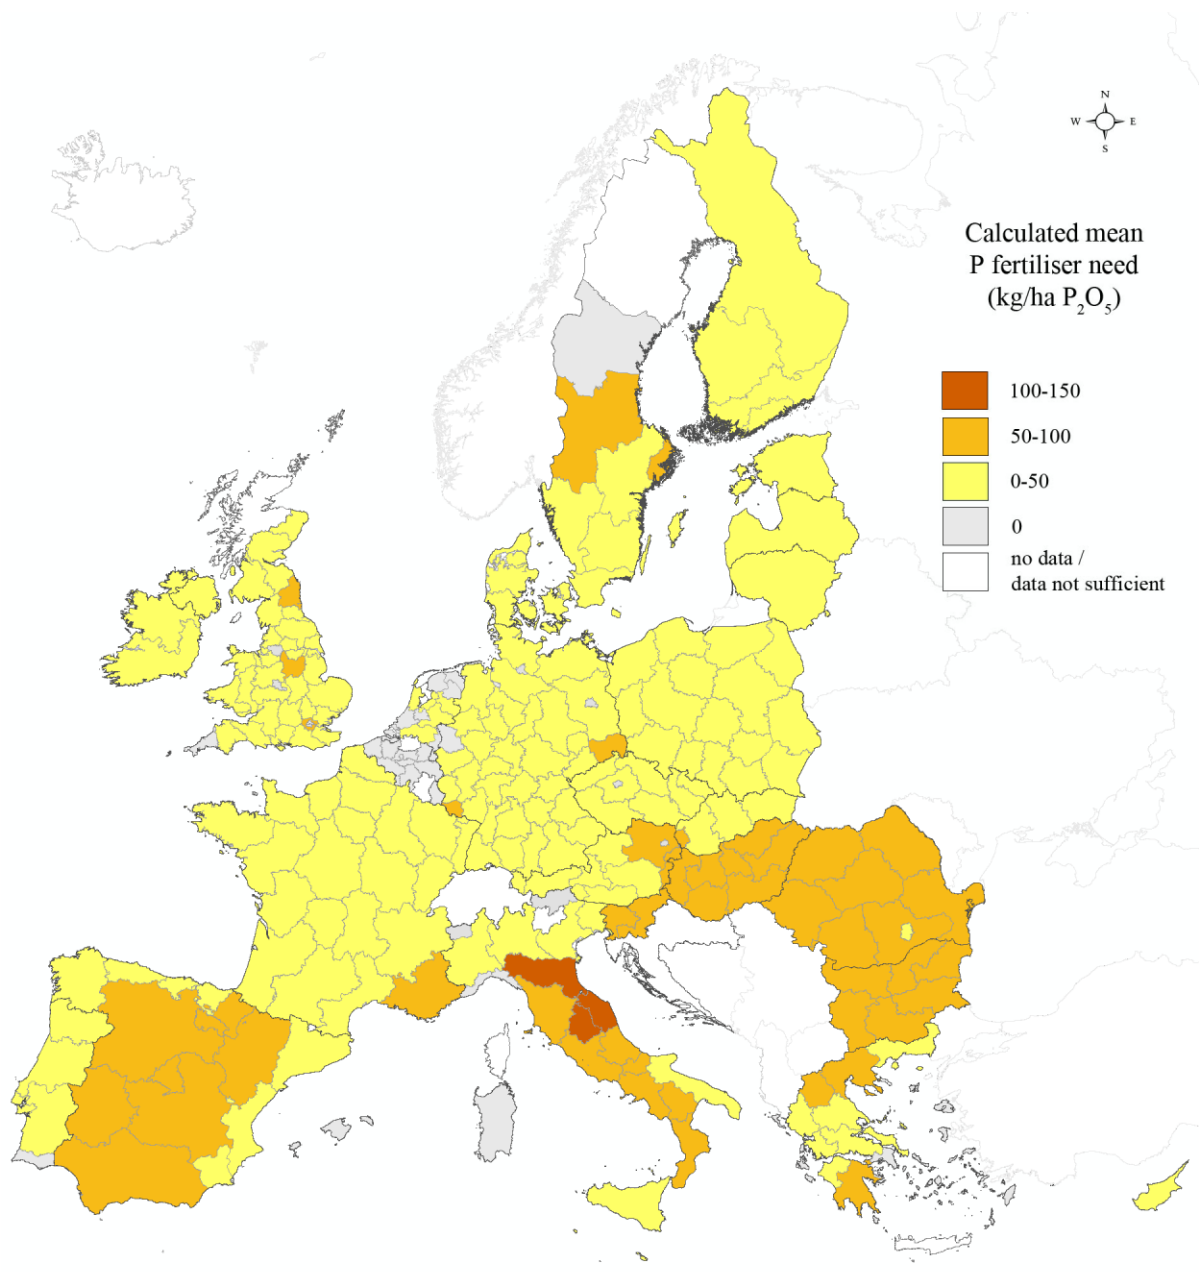 N
W E
S
Calculated mean
P fertiliser need
(kg/ha P₂O₅)
100-150
50-100
0-50
0
no data /
data not sufficient